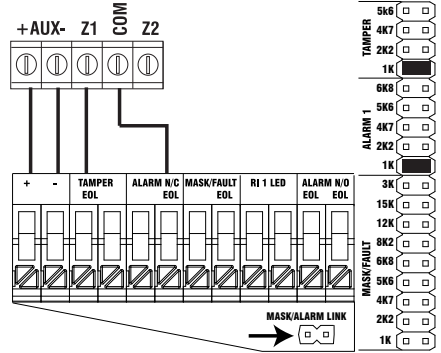 +AUX- Z1 COM Z2
+ - TAMPER ALARM N/C MASK/FAULT RI 1 LED ALARM N/O
EOL EOL EOL EOL EOL
MASK/ALARM LINK
TAMPER
5k6
4K7
2K2
1K
ALARM 1
6K8
5K6
4K7
2K2
1K
MASK/FAULT
3K
15K
12K
8K2
6K8
5K6
4K7
2K2
1K